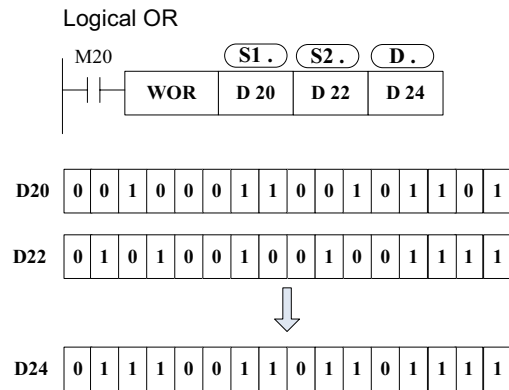 Logical OR
M20
S1 . S2 . D .
WOR D 20 D 22 D 24
D20 0 0 1 0 0 0 1 1 0 0 1 0 1 1 0 1
D22 0 1 0 1 0 0 1 0 0 1 0 0 1 1 1 1
D24 0 1 1 1 0 0 1 1 0 1 1 0 1 1 1 1